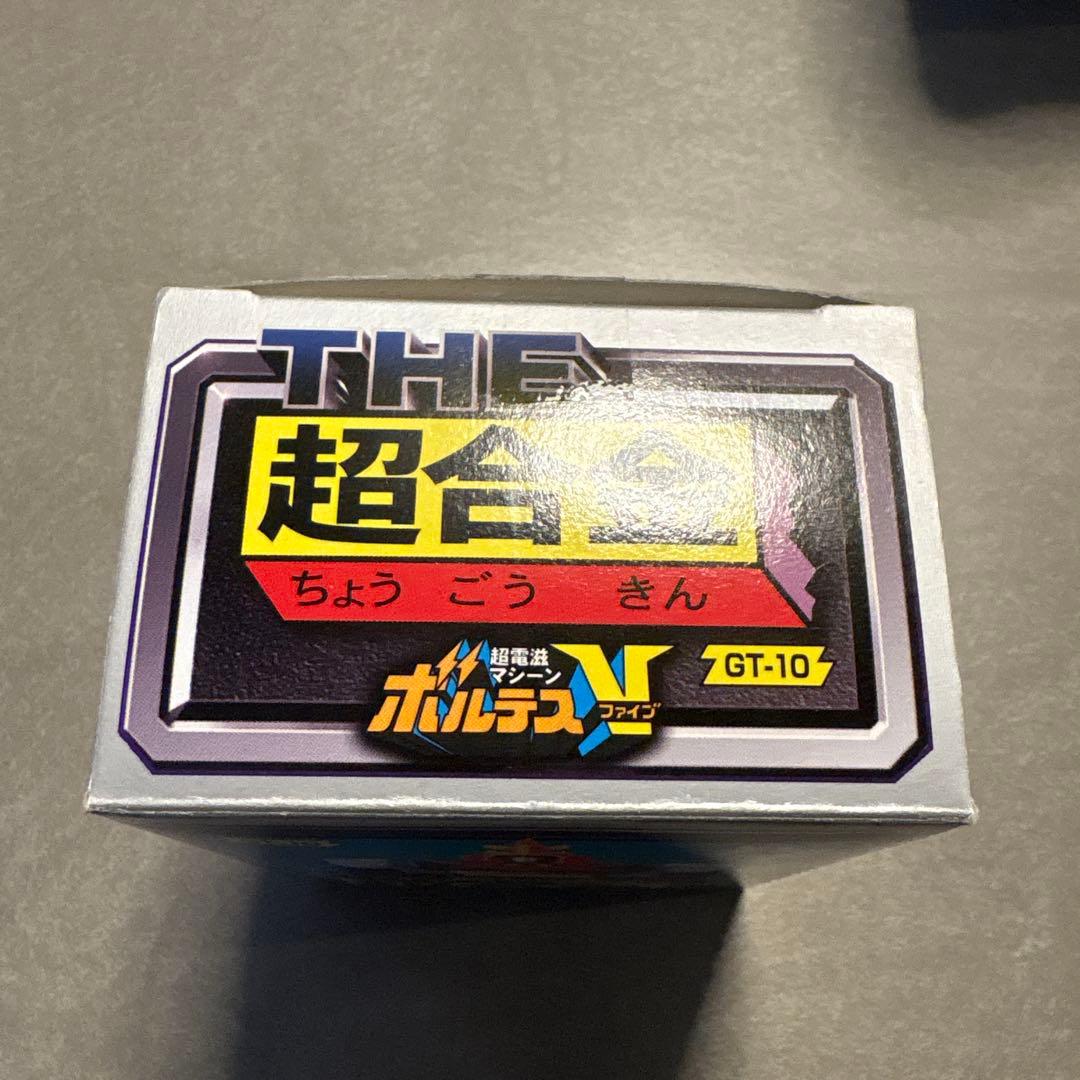 THE
超合金
ちょう ごう きん
超電磁
マシーン
ボルテスV
ファイブ
GT-10